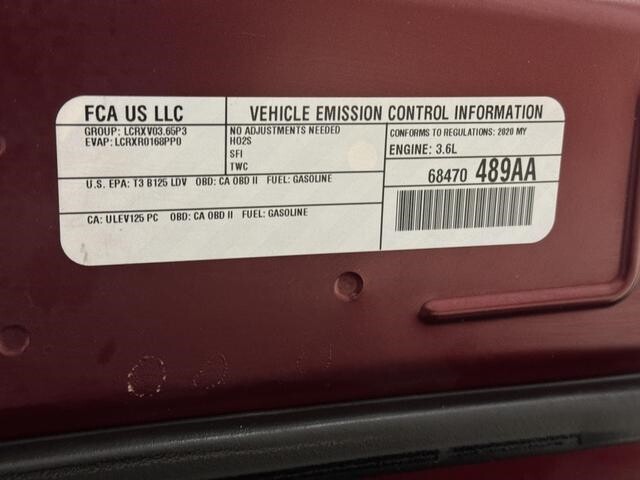 FCA US LLC
VEHICLE EMISSION CONTROL INFORMATION
GROUP: LCRXV03.65P3
EVAP: LCRXR0168PP0
NO ADJUSTMENTS NEEDED
HO2S
SFI
TWC
CONFORMS TO REGULATIONS: 2020 MY
ENGINE: 3.6L
68470 489AA
U.S. EPA: T3 B125 LDV OBD: CA OBD II FUEL: GASOLINE
CA: ULEV125 PC OBD: CA OBD II FUEL: GASOLINE